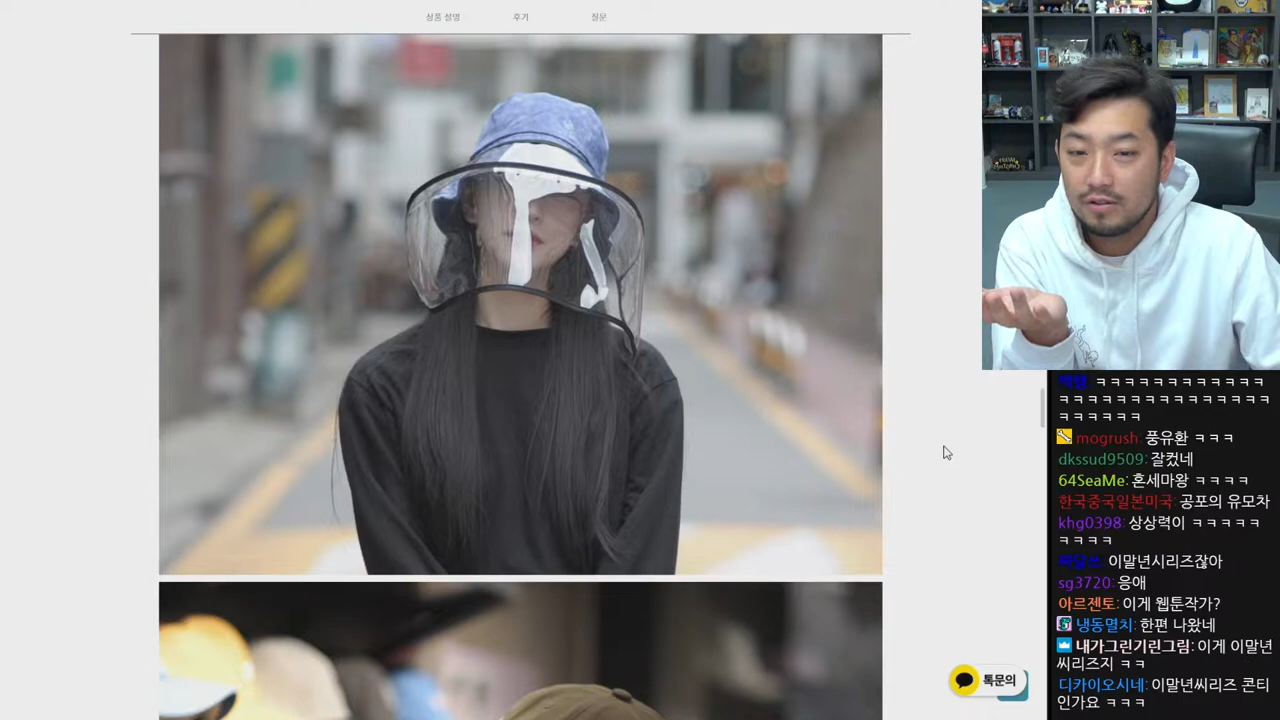 상품 설명
후기
질문
ㅋㅋㅋㅋㅋㅋㅋㅋㅋㅋㅋㅋ
ㅋㅋㅋㅋㅋㅋㅋㅋㅋㅋㅋㅋㅋㅋㅋ
ㅋㅋㅋㅋㅋㅋ
mogrush: 풍유환 ㅋㅋㅋ
dkssud9509: 잘컸네
64SeaMe: 혼세마왕 ㅋㅋㅋㅋ
한국중국일본미국: 공포의 유모차
khg0398: 상상력이 ㅋㅋㅋㅋㅋ
ㅋㅋㅋㅋ
이말년시리즈잖아
sg3720: 응애
아르젠토: 이게 웹툰작가?
냉동멸치: 한편 나왔네
내가그린기린그림: 이게 이말년
씨리즈지 ㅋㅋ
디카이오시네: 이말년씨리즈 콘티
인가요 ㅋㅋㅋ
톡문의